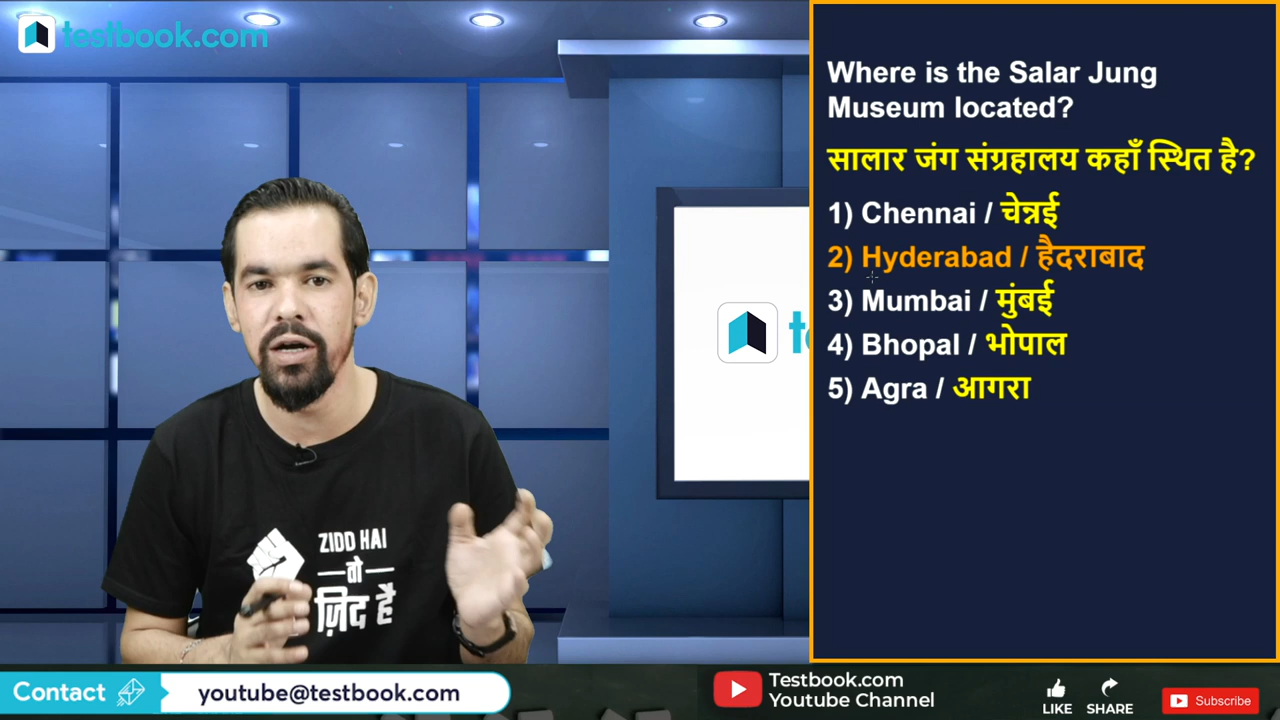 testbook.com
Where is the Salar Jung
Museum located?
सालार जंग संग्रहालय कहाँ स्थित है?
1) Chennai / चेन्नई
2) Hyderabad / हैदराबाद
3) Mumbai / मुंबई
4) Bhopal / भोपाल
5) Agra / आगरा
ZIDD HAI
तो
ज़िद है
Contact
youtube@testbook.com
Testbook.com
Youtube Channel
LIKE
SHARE
Subscribe